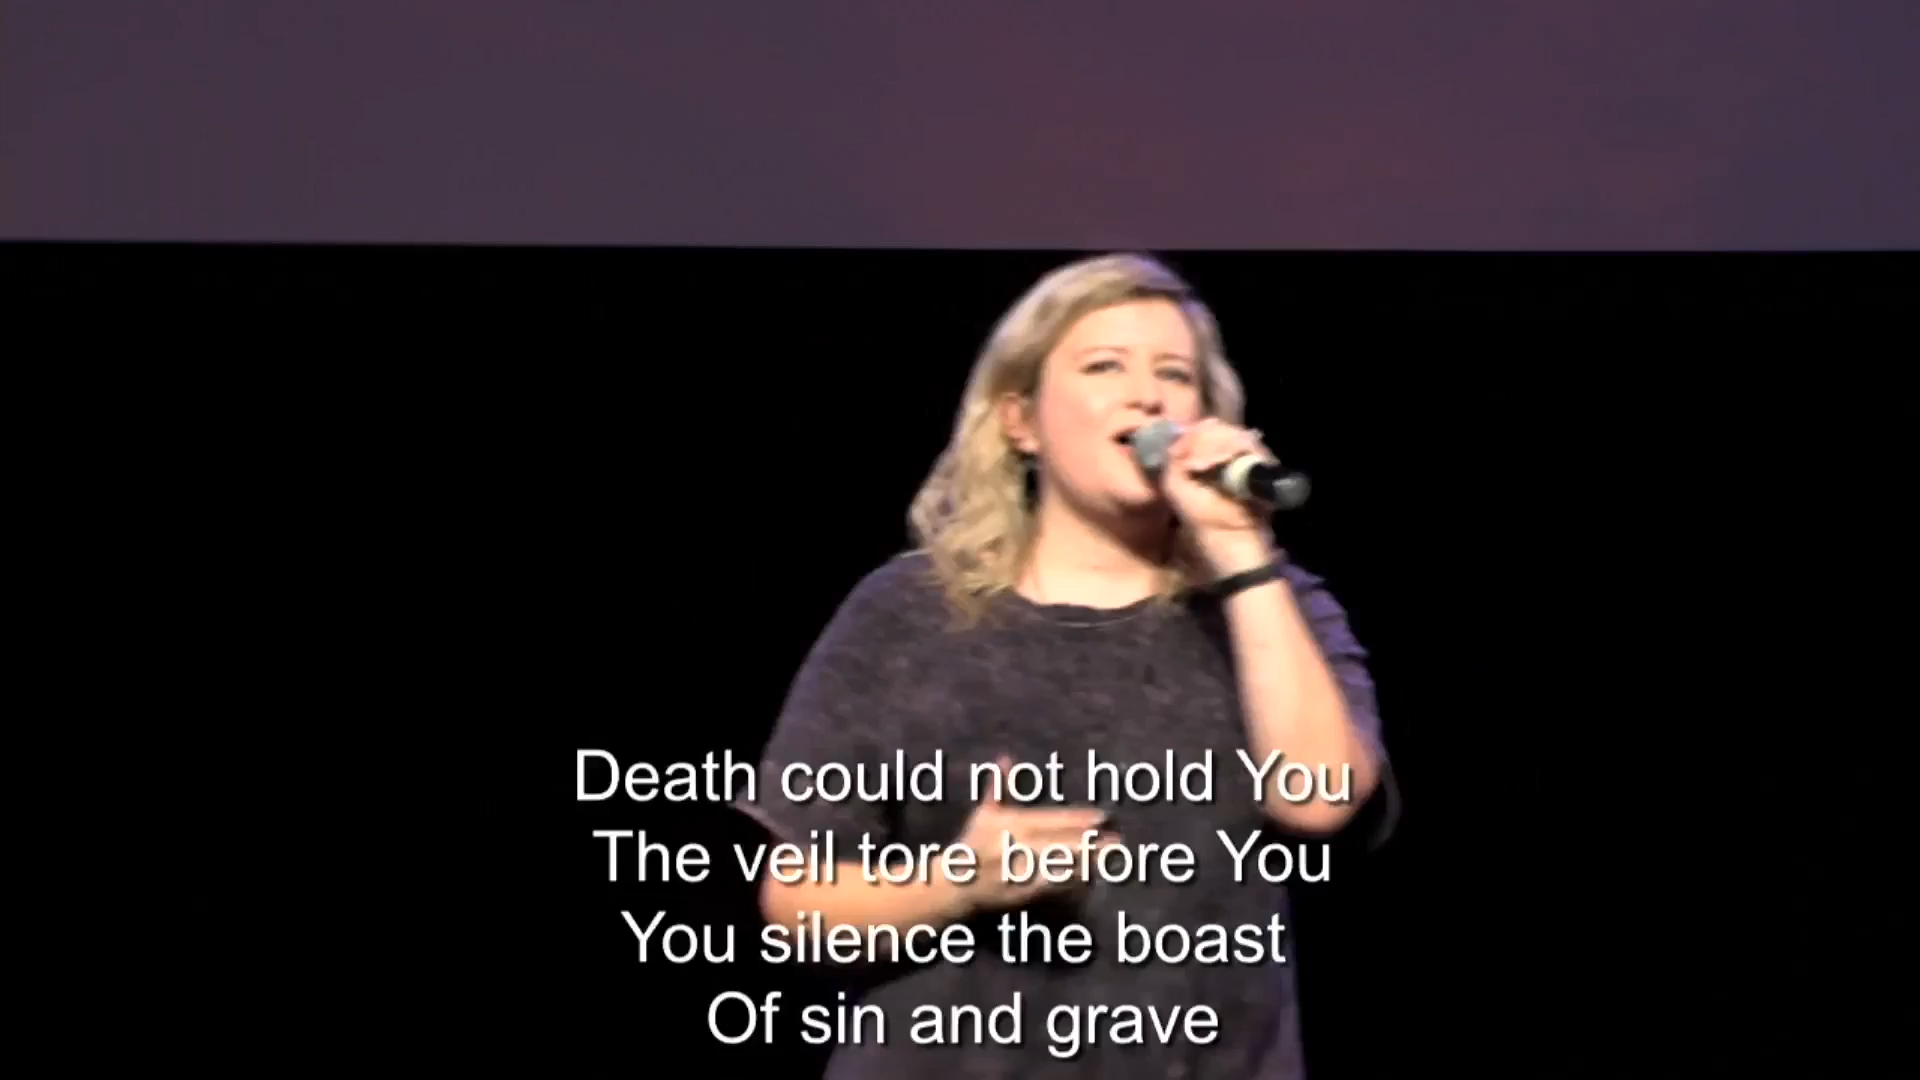 Death could not hold You
The veil tore before You
You silence the boast
Of sin and grave